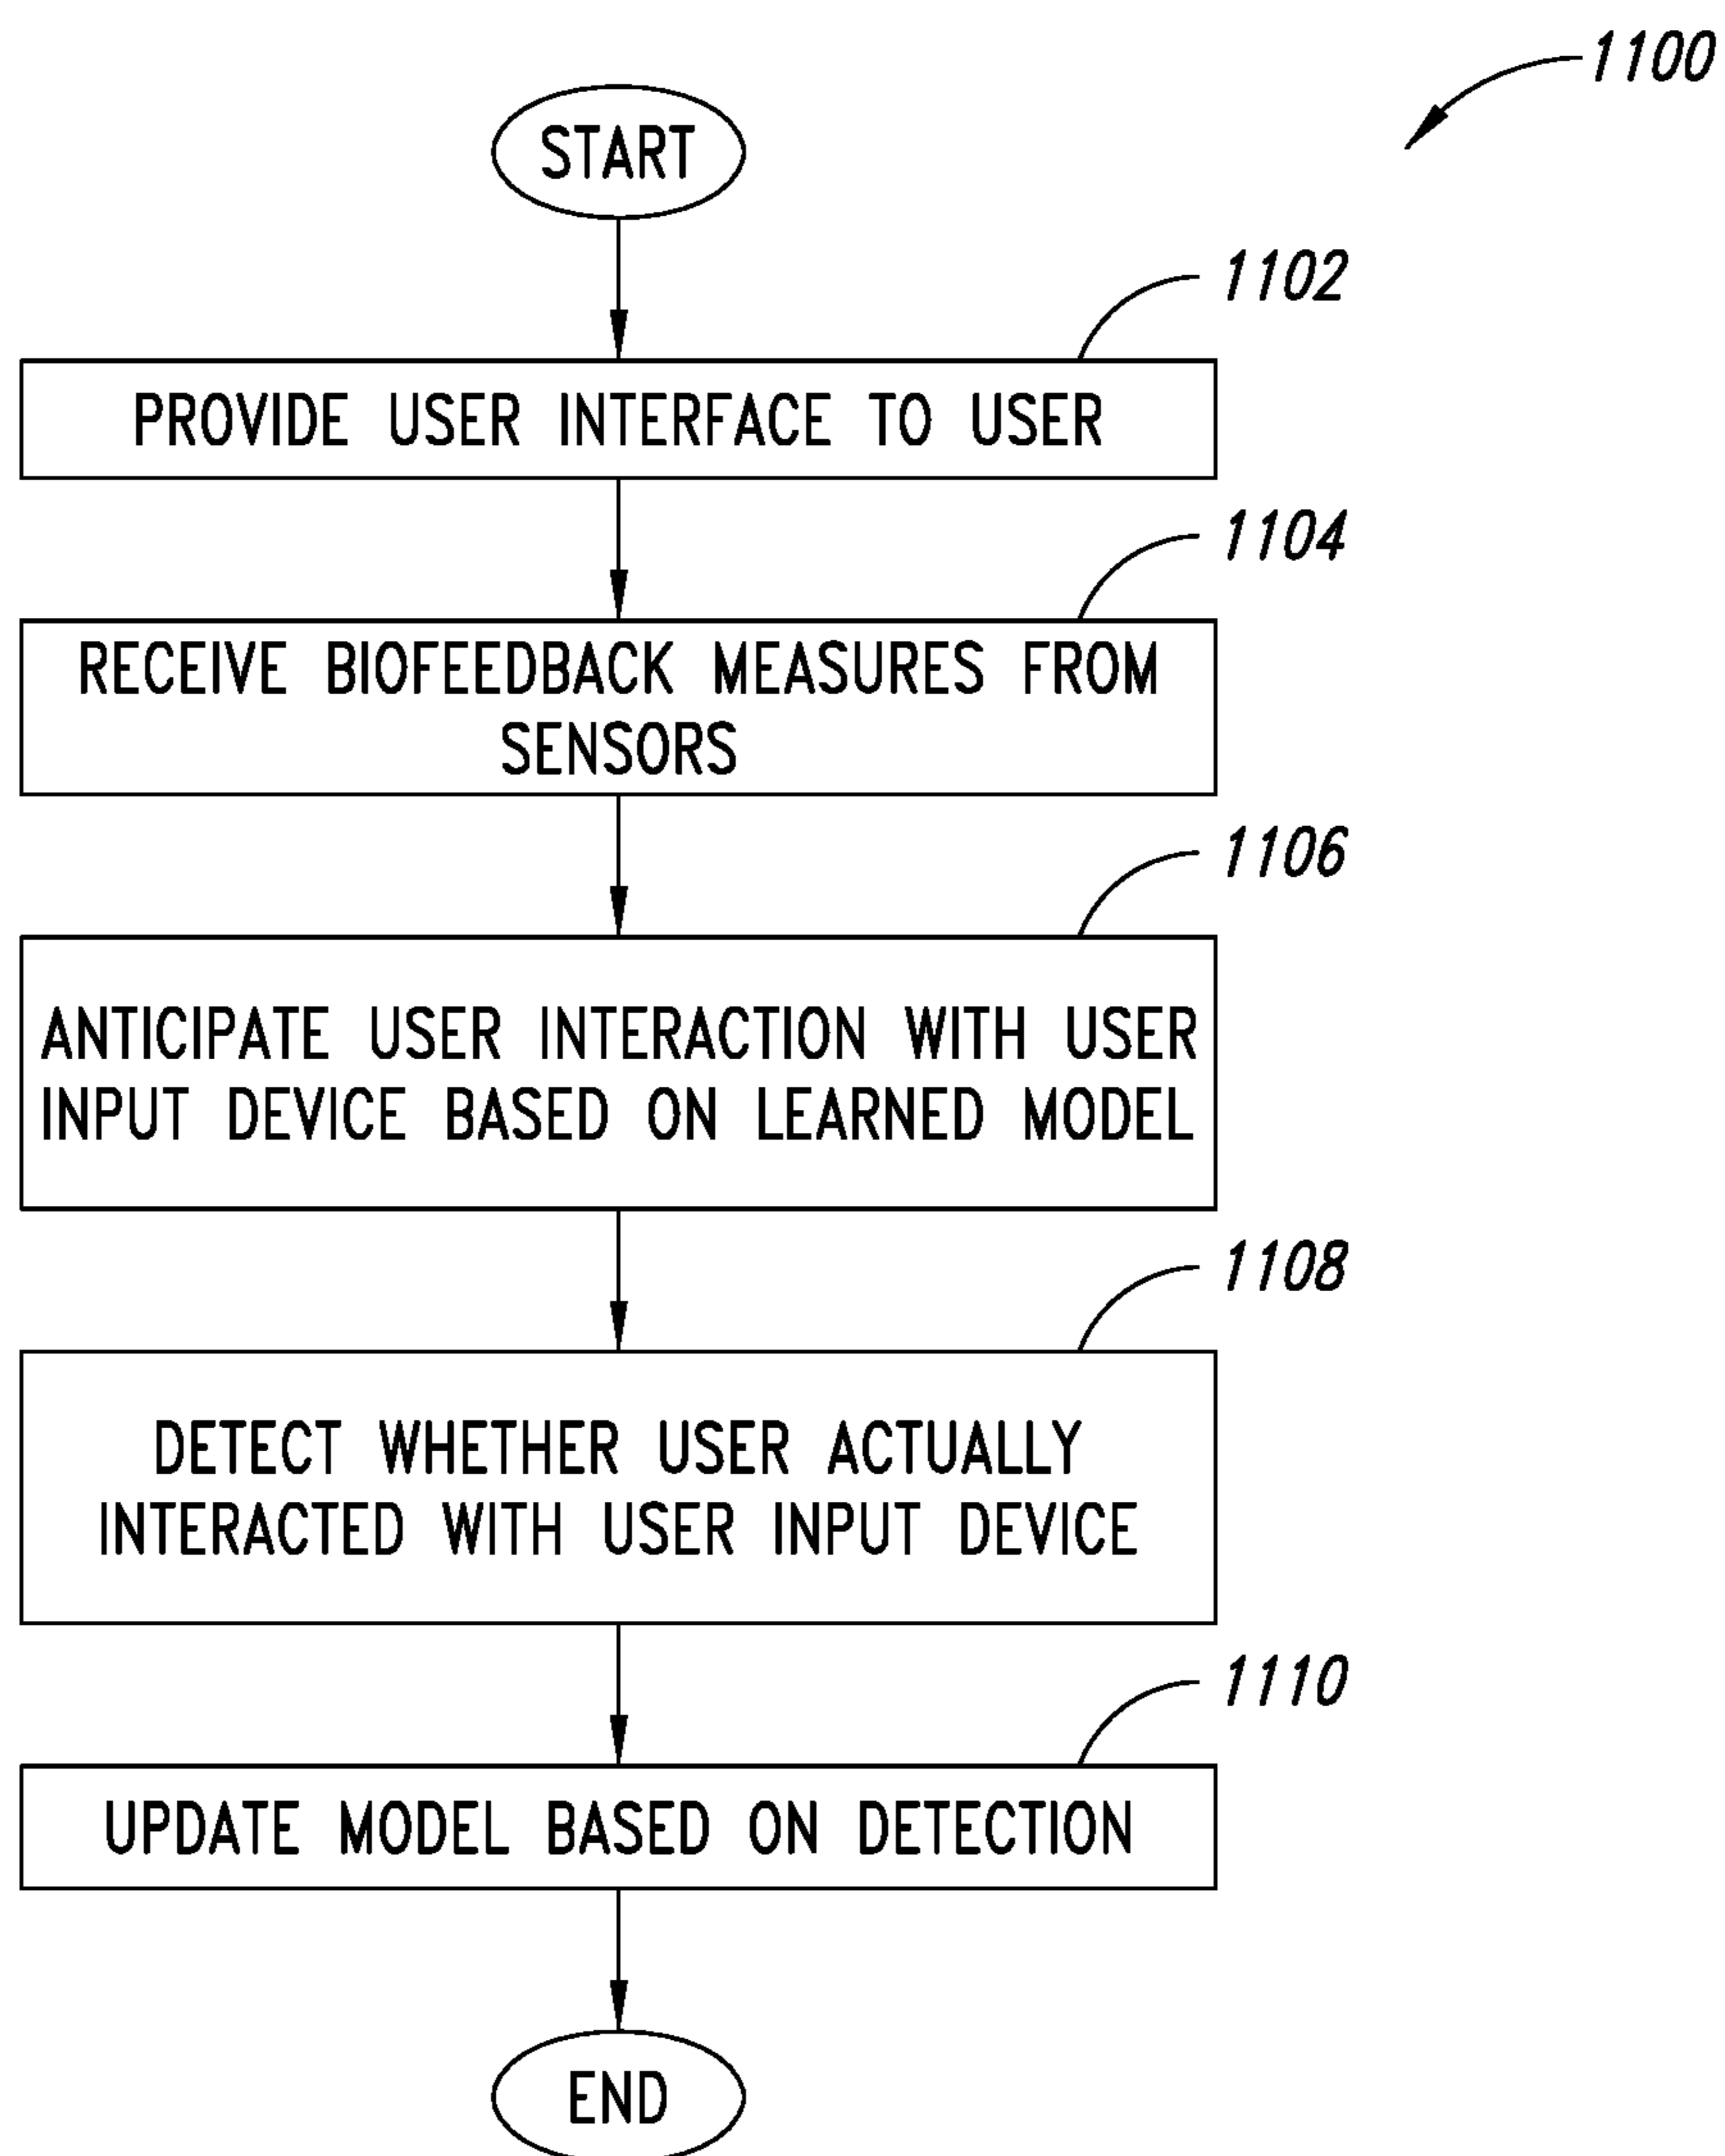 1100
START
1102
PROVIDE USER INTERFACE TO USER
1104
RECEIVE BIOFEEDBACK MEASURES FROM
SENSORS
1106
ANTICIPATE USER INTERACTION WITH USER
INPUT DEVICE BASED ON LEARNED MODEL
1108
DETECT WHETHER USER ACTUALLY
INTERACTED WITH USER INPUT DEVICE
1110
UPDATE MODEL BASED ON DETECTION
END